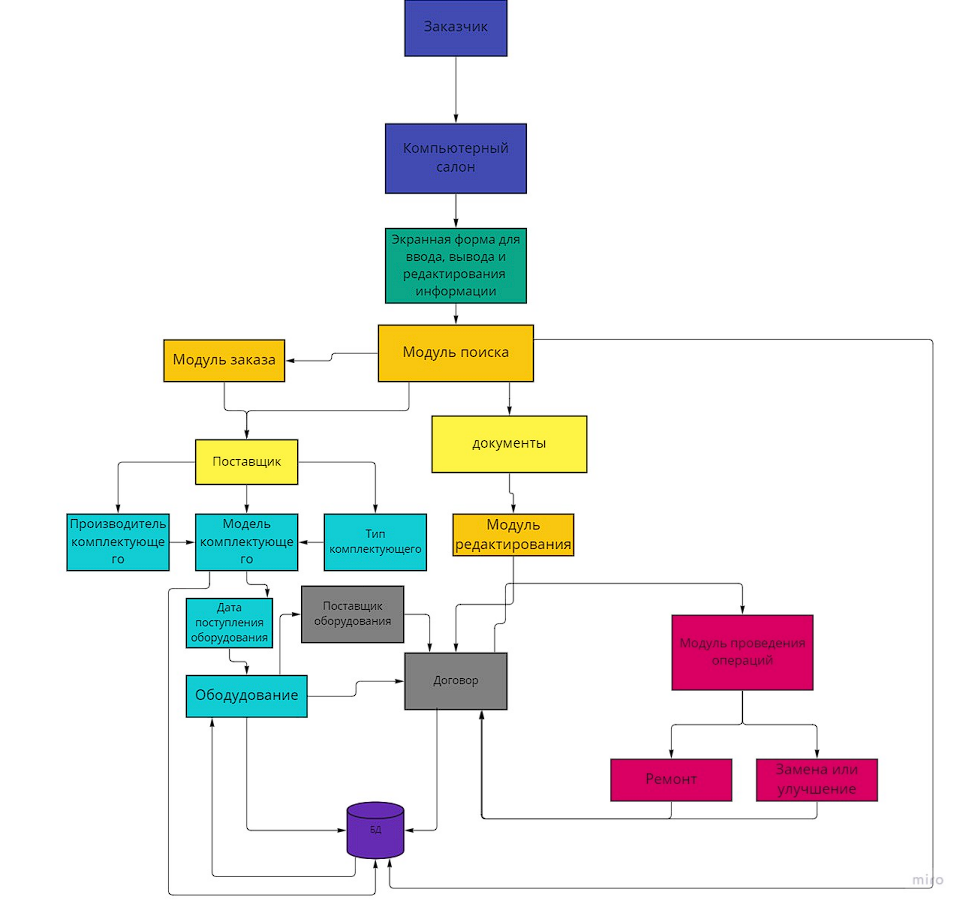 Заказчик
Компьютерный
салон
Экранная форма для
ввода, вывода и
редактирования
информации
Модуль поиска
Модуль заказа
документы
Поставщик
Производитель
комплектующе
го
Модель
комплектующе
го
Тип
комплектующего
Модуль
редактирования
Дата
поступления
оборудования
Поставщик
оборудования
Модуль проведения
операций
Договор
Ободудование
Ремонт
Замена или
улучшение
БД
miro